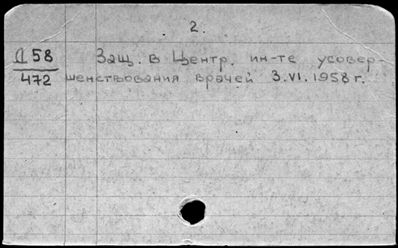 2.
Д 58 Защ. в Центр. ин-те усовер-
472 шенствования врачей 3.VI.1958 г.